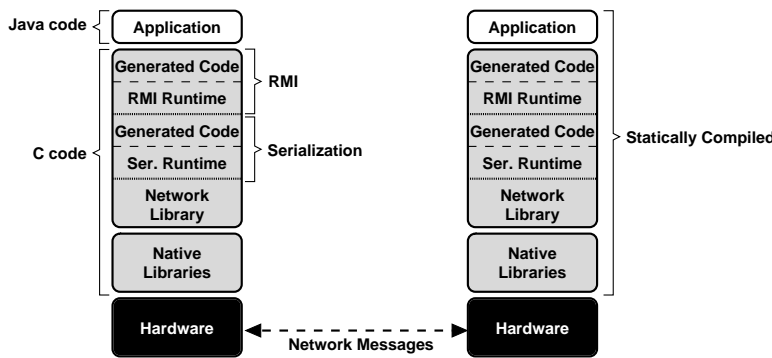 Java code
Application
Generated Code
RMI Runtime
RMI
Generated Code
Ser. Runtime
Serialization
C code
Network
Library
Native
Libraries
Hardware
Network Messages
Application
Generated Code
RMI Runtime
Generated Code
Ser. Runtime
Statically Compiled
Network
Library
Native
Libraries
Hardware